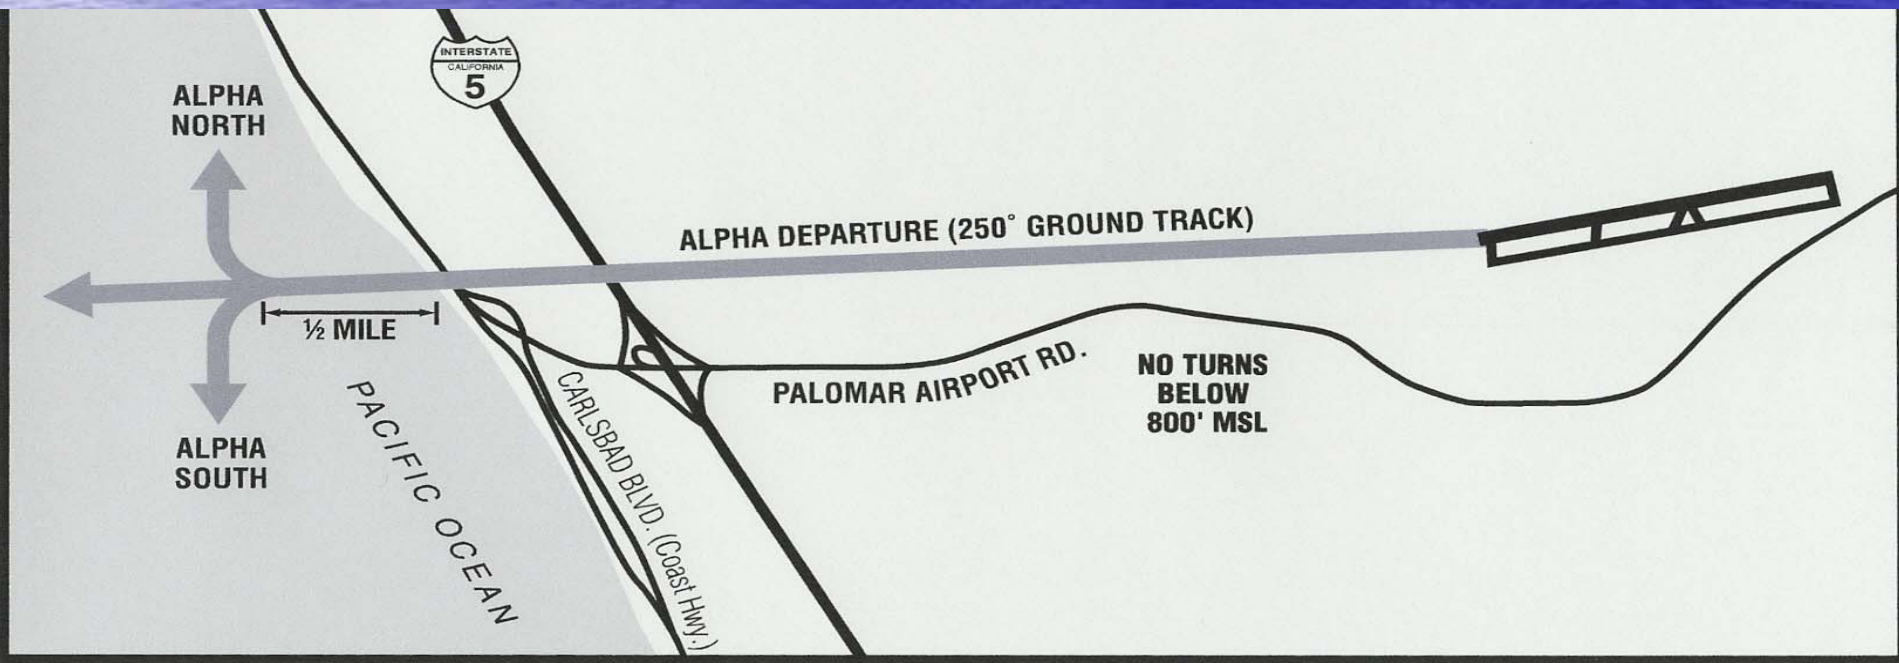 INTERSTATE
CALIFORNIA
5
ALPHA
NORTH
ALPHA DEPARTURE (250° GROUND TRACK)
½ MILE
PALOMAR AIRPORT RD.
NO TURNS
BELOW
800' MSL
CARLSBAD BLVD. (Coast Hwy.)
PACIFIC OCEAN
ALPHA
SOUTH